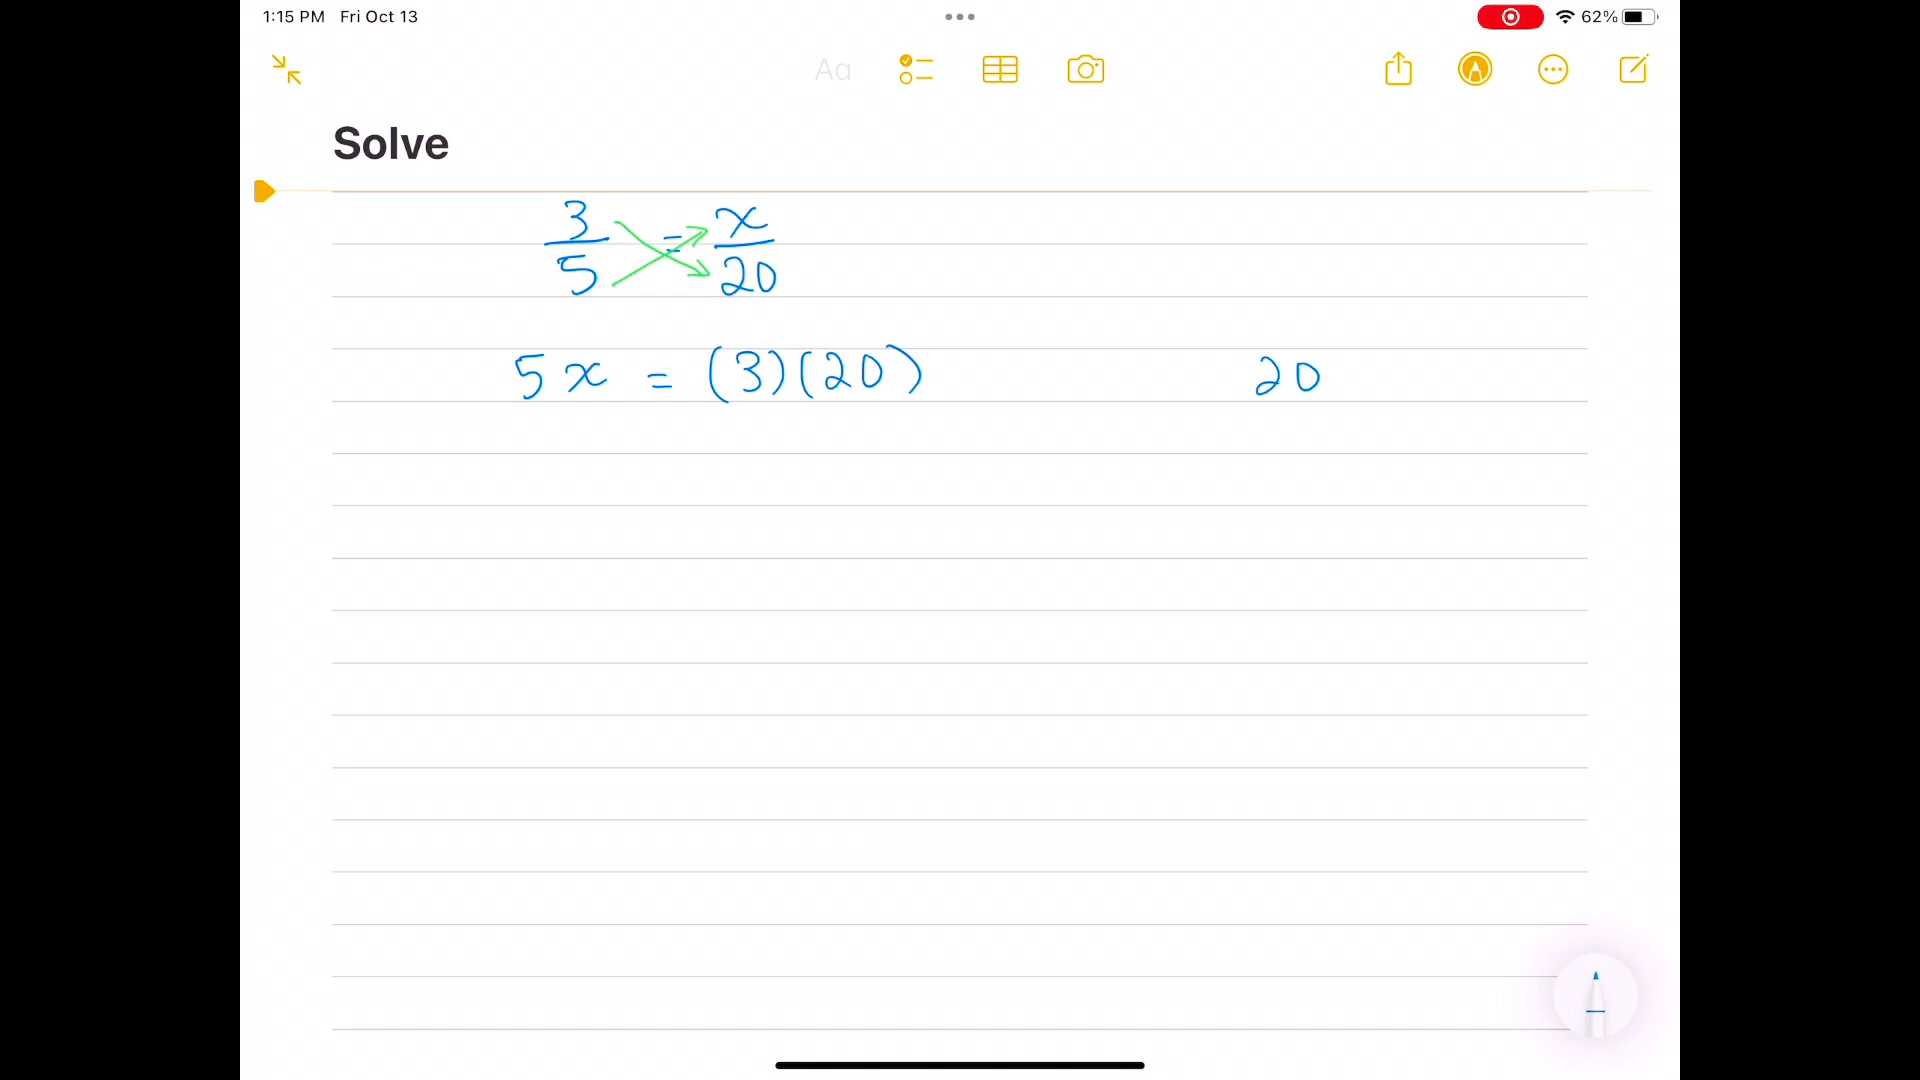 1:15 PM Fri Oct 13
62%
Aa
Solve
3/5 = x/20
5x = (3)(20) 20